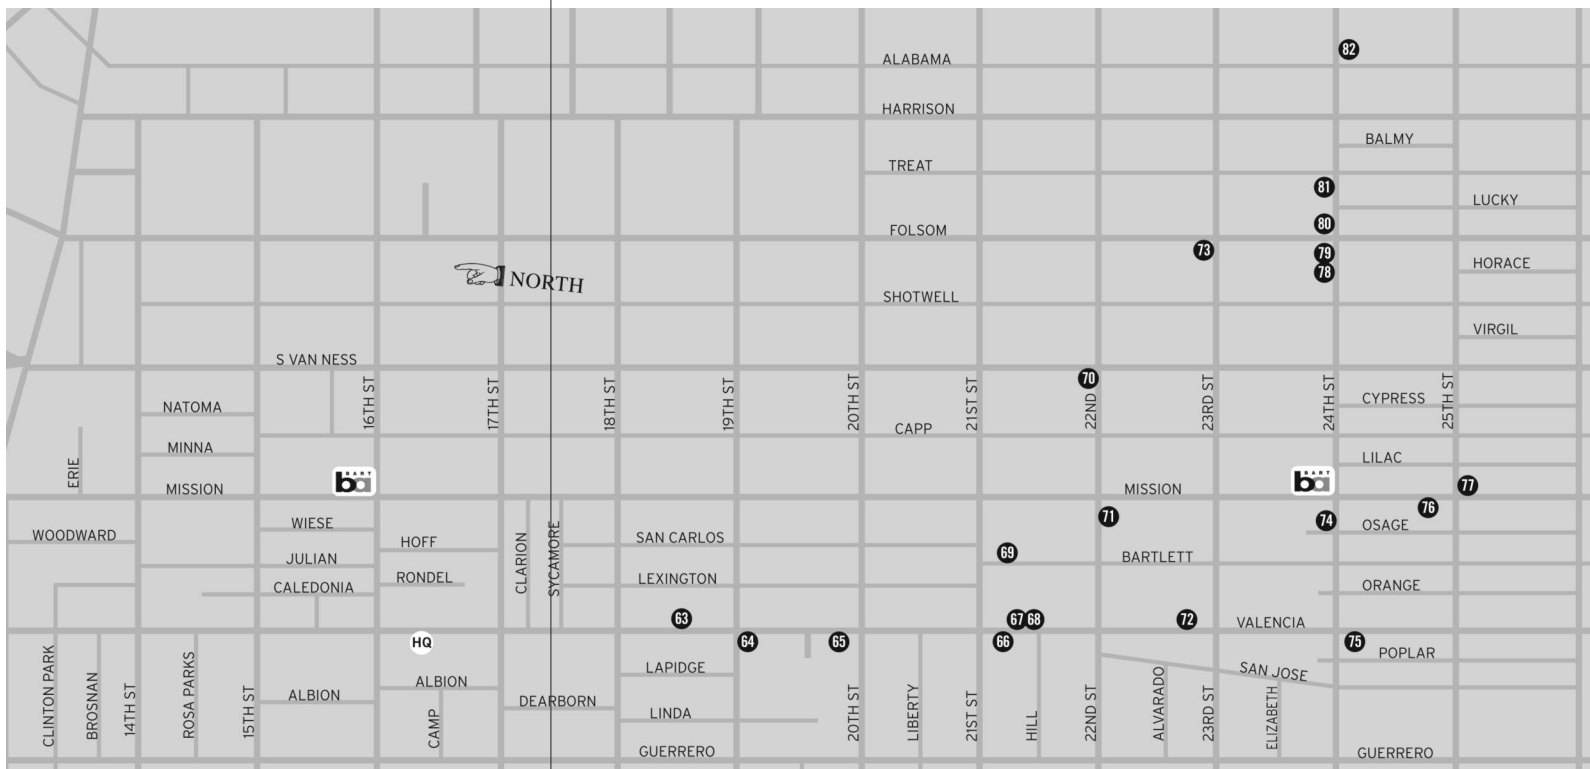 82
ALABAMA
HARRISON
BALMY
TREAT
81
LUCKY
80
FOLSOM
73
79
HORACE
78
NORTH
SHOTWELL
VIRGIL
S VAN NESS
16TH ST
17TH ST
18TH ST
19TH ST
20TH ST
21ST ST
70
22ND ST
23RD ST
24TH ST
25TH ST
CYPRESS
NATOMA
CAPP
MINNA
LILAC
ERIE
BART
ba
BART
ba
MISSION
MISSION
77
76
71
74
OSAGE
WIESE
WOODWARD
HOFF
CLARION
SYCAMORE
SAN CARLOS
69
BARTLETT
JULIAN
RONDEL
LEXINGTON
CALEDONIA
ORANGE
63
67
68
72
VALENCIA
HQ
64
65
66
75
POPLAR
CLINTON PARK
BROSNAN
14TH ST
ROSA PARKS
15TH ST
ALBION
ALBION
CAMP
DEARBORN
LAPIDGE
LINDA
GUERRERO
20TH ST
LIBERTY
21ST ST
HILL
22ND ST
ALVARADO
23RD ST
SAN JOSE
ELIZABETH
GUERRERO